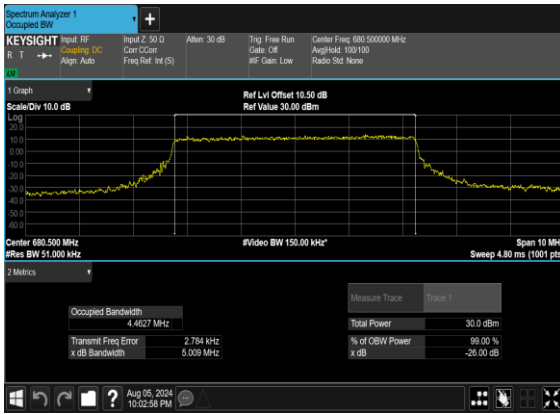 Spectrum Analyzer 1
Occupied BW
+
KEYSIGHT
R T
LXI
Input: RF
Coupling: DC
Align: Auto
Input Z: 50 Ω
Corr CCorr
Freq Ref: Int (S)
Atten: 30 dB
Trig: Free Run
Gate: Off
#IF Gain: Low
Center Freq: 680.500000 MHz
Avg|Hold: 100/100
Radio Std: None
1 Graph
Scale/Div 10.0 dB
Ref Lvl Offset 10.50 dB
Ref Value 30.00 dBm
Log
20.0
10.0
0.00
-10.0
-20.0
-30.0
-40.0
-50.0
-60.0
Center 680.500 MHz
#Res BW 51.000 kHz
#Video BW 150.00 kHz*
Span 10 MH
Sweep 4.80 ms (1001 pts
2 Metrics
Measure Trace
Trace 1
Occupied Bandwidth
4.4627 MHz
Total Power
30.0 dBm
Transmit Freq Error
2.784 kHz
% of OBW Power
99.00 %
x dB Bandwidth
5.009 MHz
x dB
-26.00 dB
?
Aug 05, 2024
10:02:58 PM